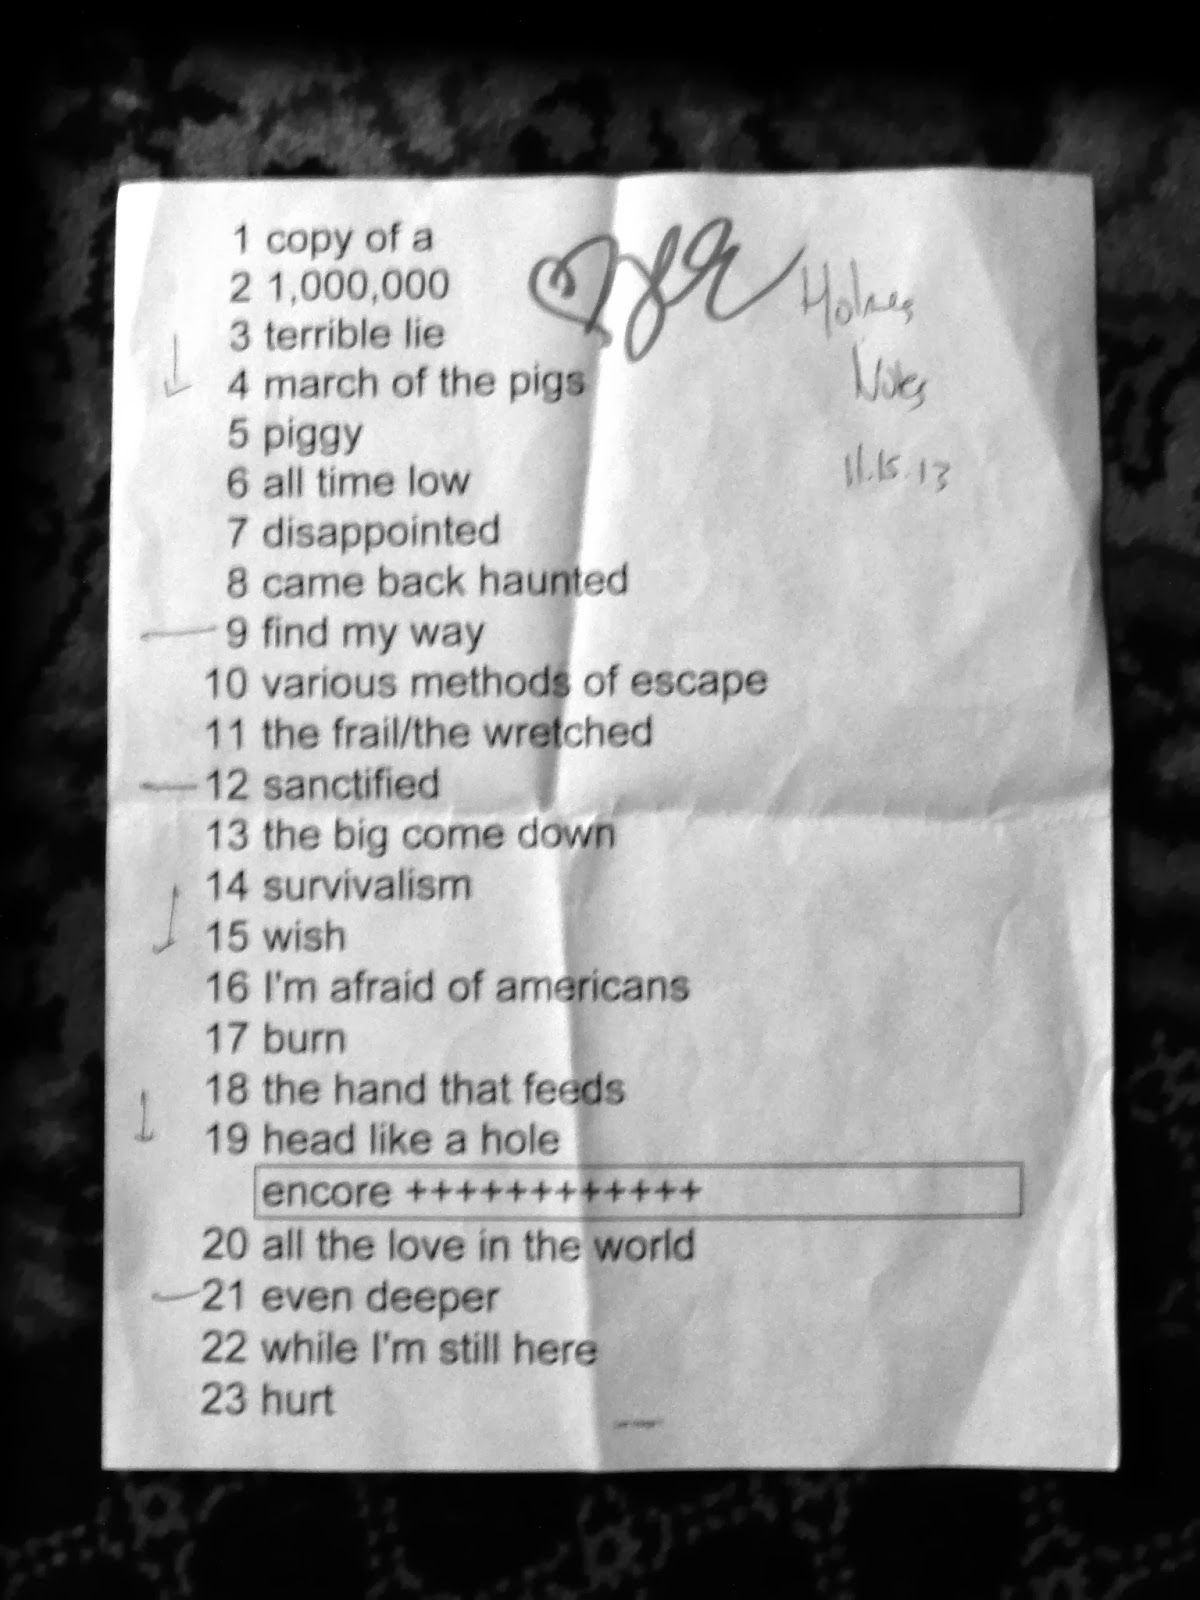 1 copy of a
2 1,000,000
3 terrible lie
4 march of the pigs
5 piggy
6 all time low
7 disappointed
8 came back haunted
9 find my way
10 various methods of escape
11 the frail/the wretched
12 sanctified
13 the big come down
14 survivalism
15 wish
16 I'm afraid of americans
17 burn
18 the hand that feeds
19 head like a hole
encore ++++++++++++
20 all the love in the world
21 even deeper
22 while I'm still here
23 hurt
Holmes
Notes
11.15.13